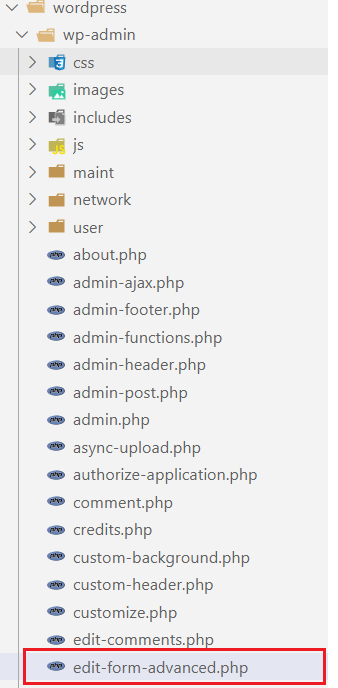 wordpress
wp-admin
css
images
includes
js
maint
network
user
about.php
admin-ajax.php
admin-footer.php
admin-functions.php
admin-header.php
admin-post.php
admin.php
async-upload.php
authorize-application.php
comment.php
credits.php
custom-background.php
custom-header.php
customize.php
edit-comments.php
edit-form-advanced.php